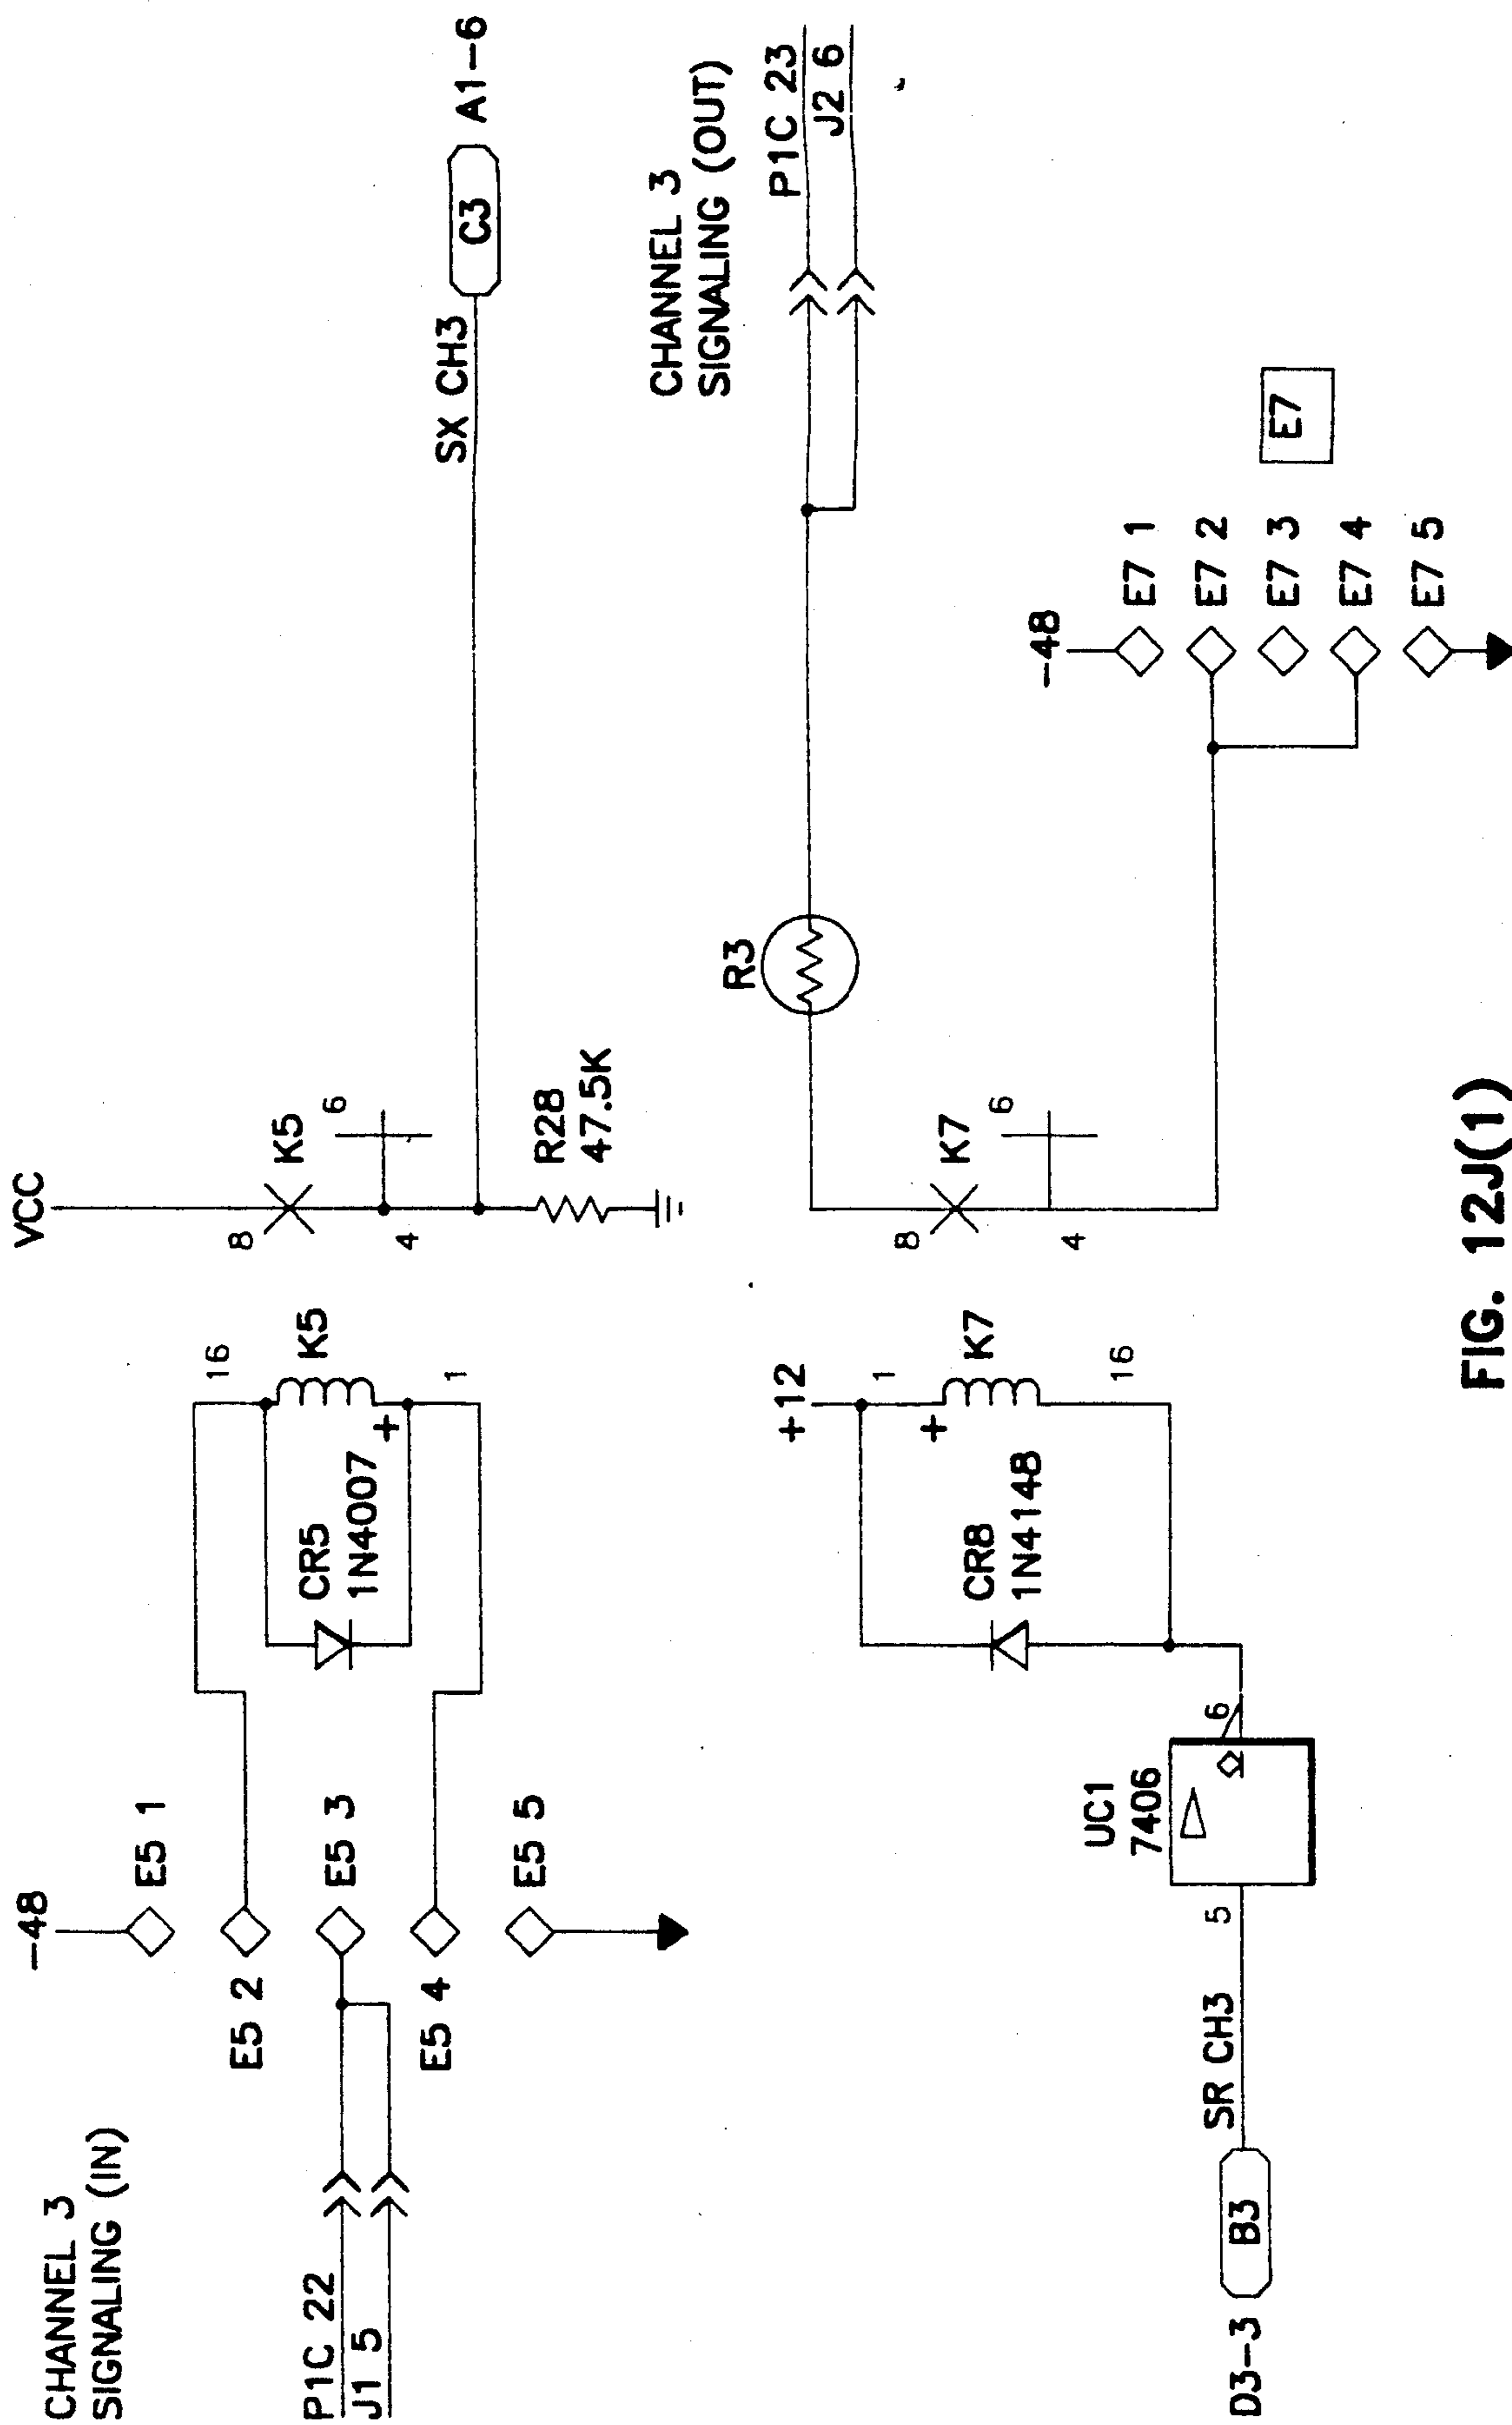 CHANNEL 3
SIGNALING (IN)
-48
E5 1
E5 2
E5 3
E5 4
E5 5
P1C 22
J1 5
16
K5
1
+
CR5
1N4007
VCC
K5
8
6
4
R28
47.5K
SX CH3
C3
A1-6
CHANNEL 3
SIGNALING (OUT)
P1C 23
J2 6
R3
+12
1
K7
+
16
CR8
1N4148
K7
8
6
4
-48
E7 1
E7 2
E7 3
E7 4
E7 5
E7
UC1
7406
6
5
SR CH3
B3
D3-3
FIG. 12J(1)